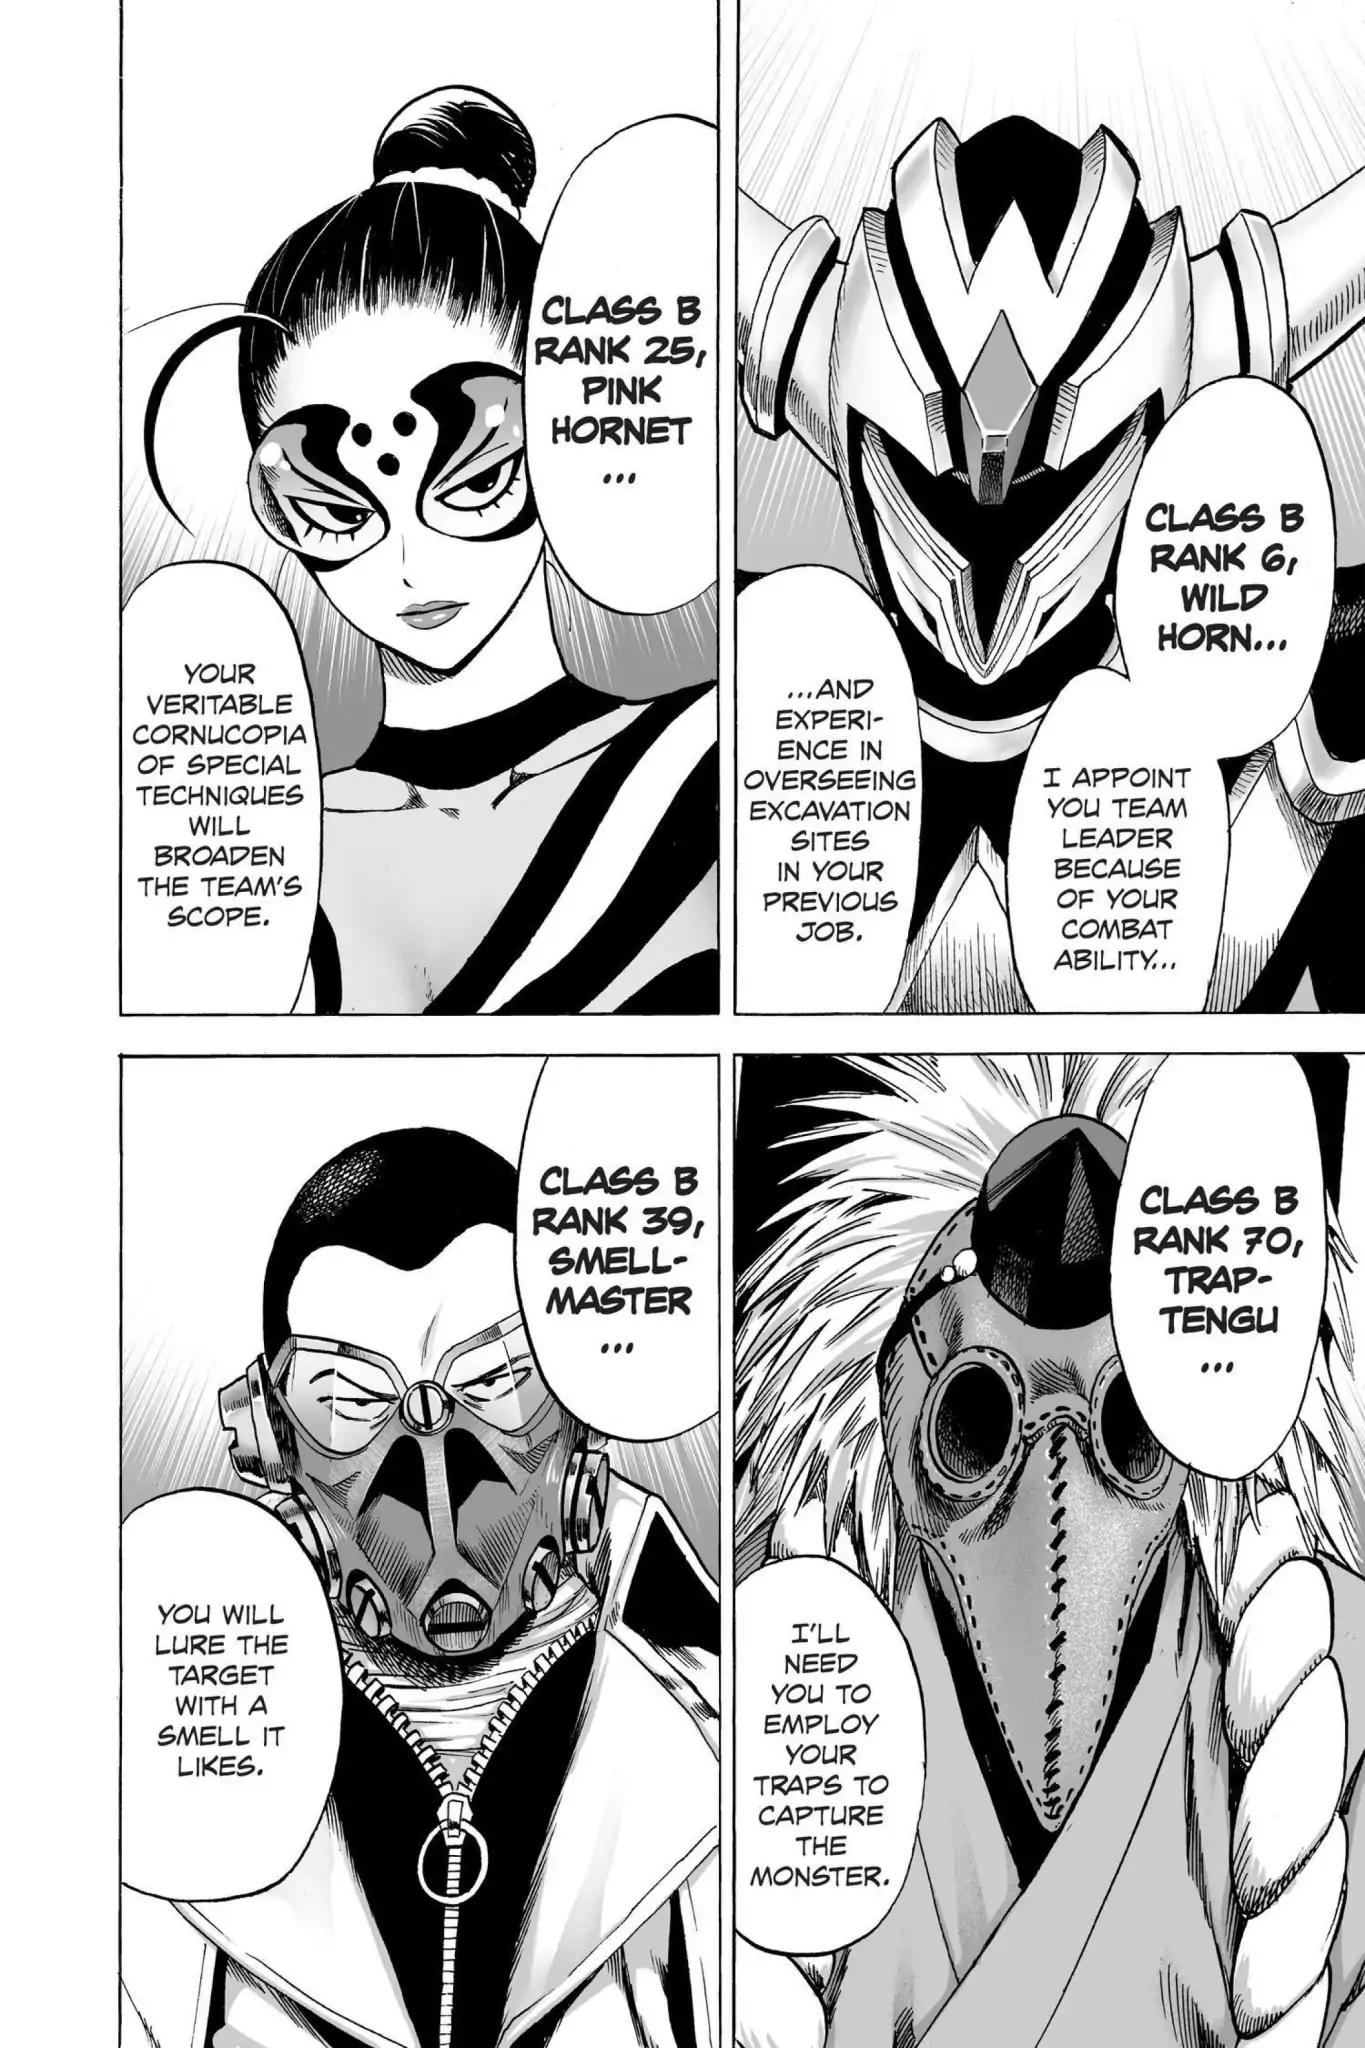 CLASS B
RANK 6,
WILD
HORN...
I APPOINT
YOU TEAM
LEADER
BECAUSE
OF YOUR
COMBAT
ABILITY...
...AND
EXPERI-
ENCE IN
OVERSEEING
EXCAVATION
SITES
IN YOUR
PREVIOUS
JOB.
CLASS B
RANK 25,
PINK
HORNET
...
YOUR
VERITABLE
CORNUCOPIA
OF SPECIAL
TECHNIQUES
WILL
BROADEN
THE TEAM'S
SCOPE.
CLASS B
RANK 70,
TRAP-
TENGU
...
I'LL
NEED
YOU TO
EMPLOY
YOUR
TRAPS TO
CAPTURE
THE
MONSTER.
CLASS B
RANK 39,
SMELL-
MASTER
...
YOU WILL
LURE THE
TARGET
WITH A
SMELL IT
LIKES.